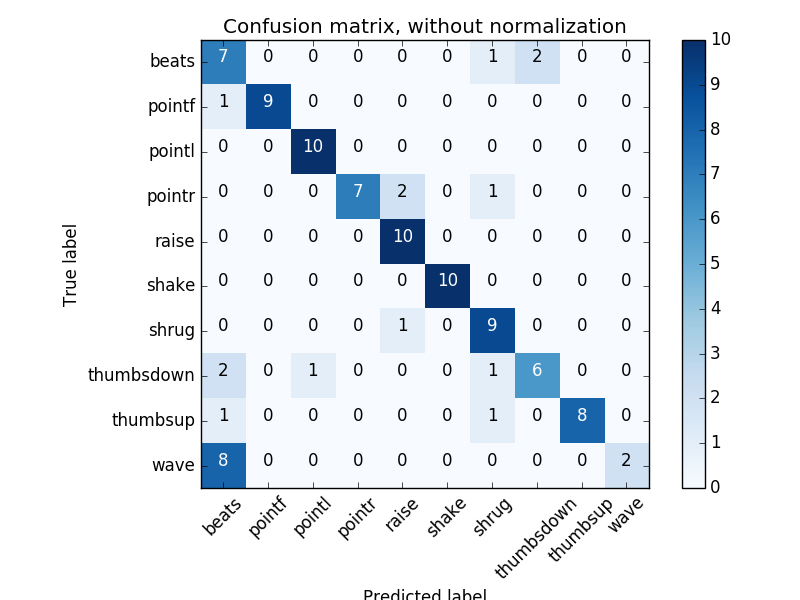 Confusion matrix, without normalization
beats 7 0 0 0 0 0 1 2 0 0
pointf 1 9 0 0 0 0 0 0 0 0
pointl 0 0 10 0 0 0 0 0 0 0
pointr 0 0 0 7 2 0 1 0 0 0
raise 0 0 0 0 10 0 0 0 0 0
shake 0 0 0 0 0 10 0 0 0 0
shrug 0 0 0 0 1 0 9 0 0 0
thumbsdown 2 0 1 0 0 0 1 6 0 0
thumbsup 1 0 0 0 0 0 1 0 8 0
wave 8 0 0 0 0 0 0 0 0 2
beats pointf pointl pointr raise shake shrug thumbsdown thumbsup wave
True label
Predicted label
10
9
8
7
6
5
4
3
2
1
0